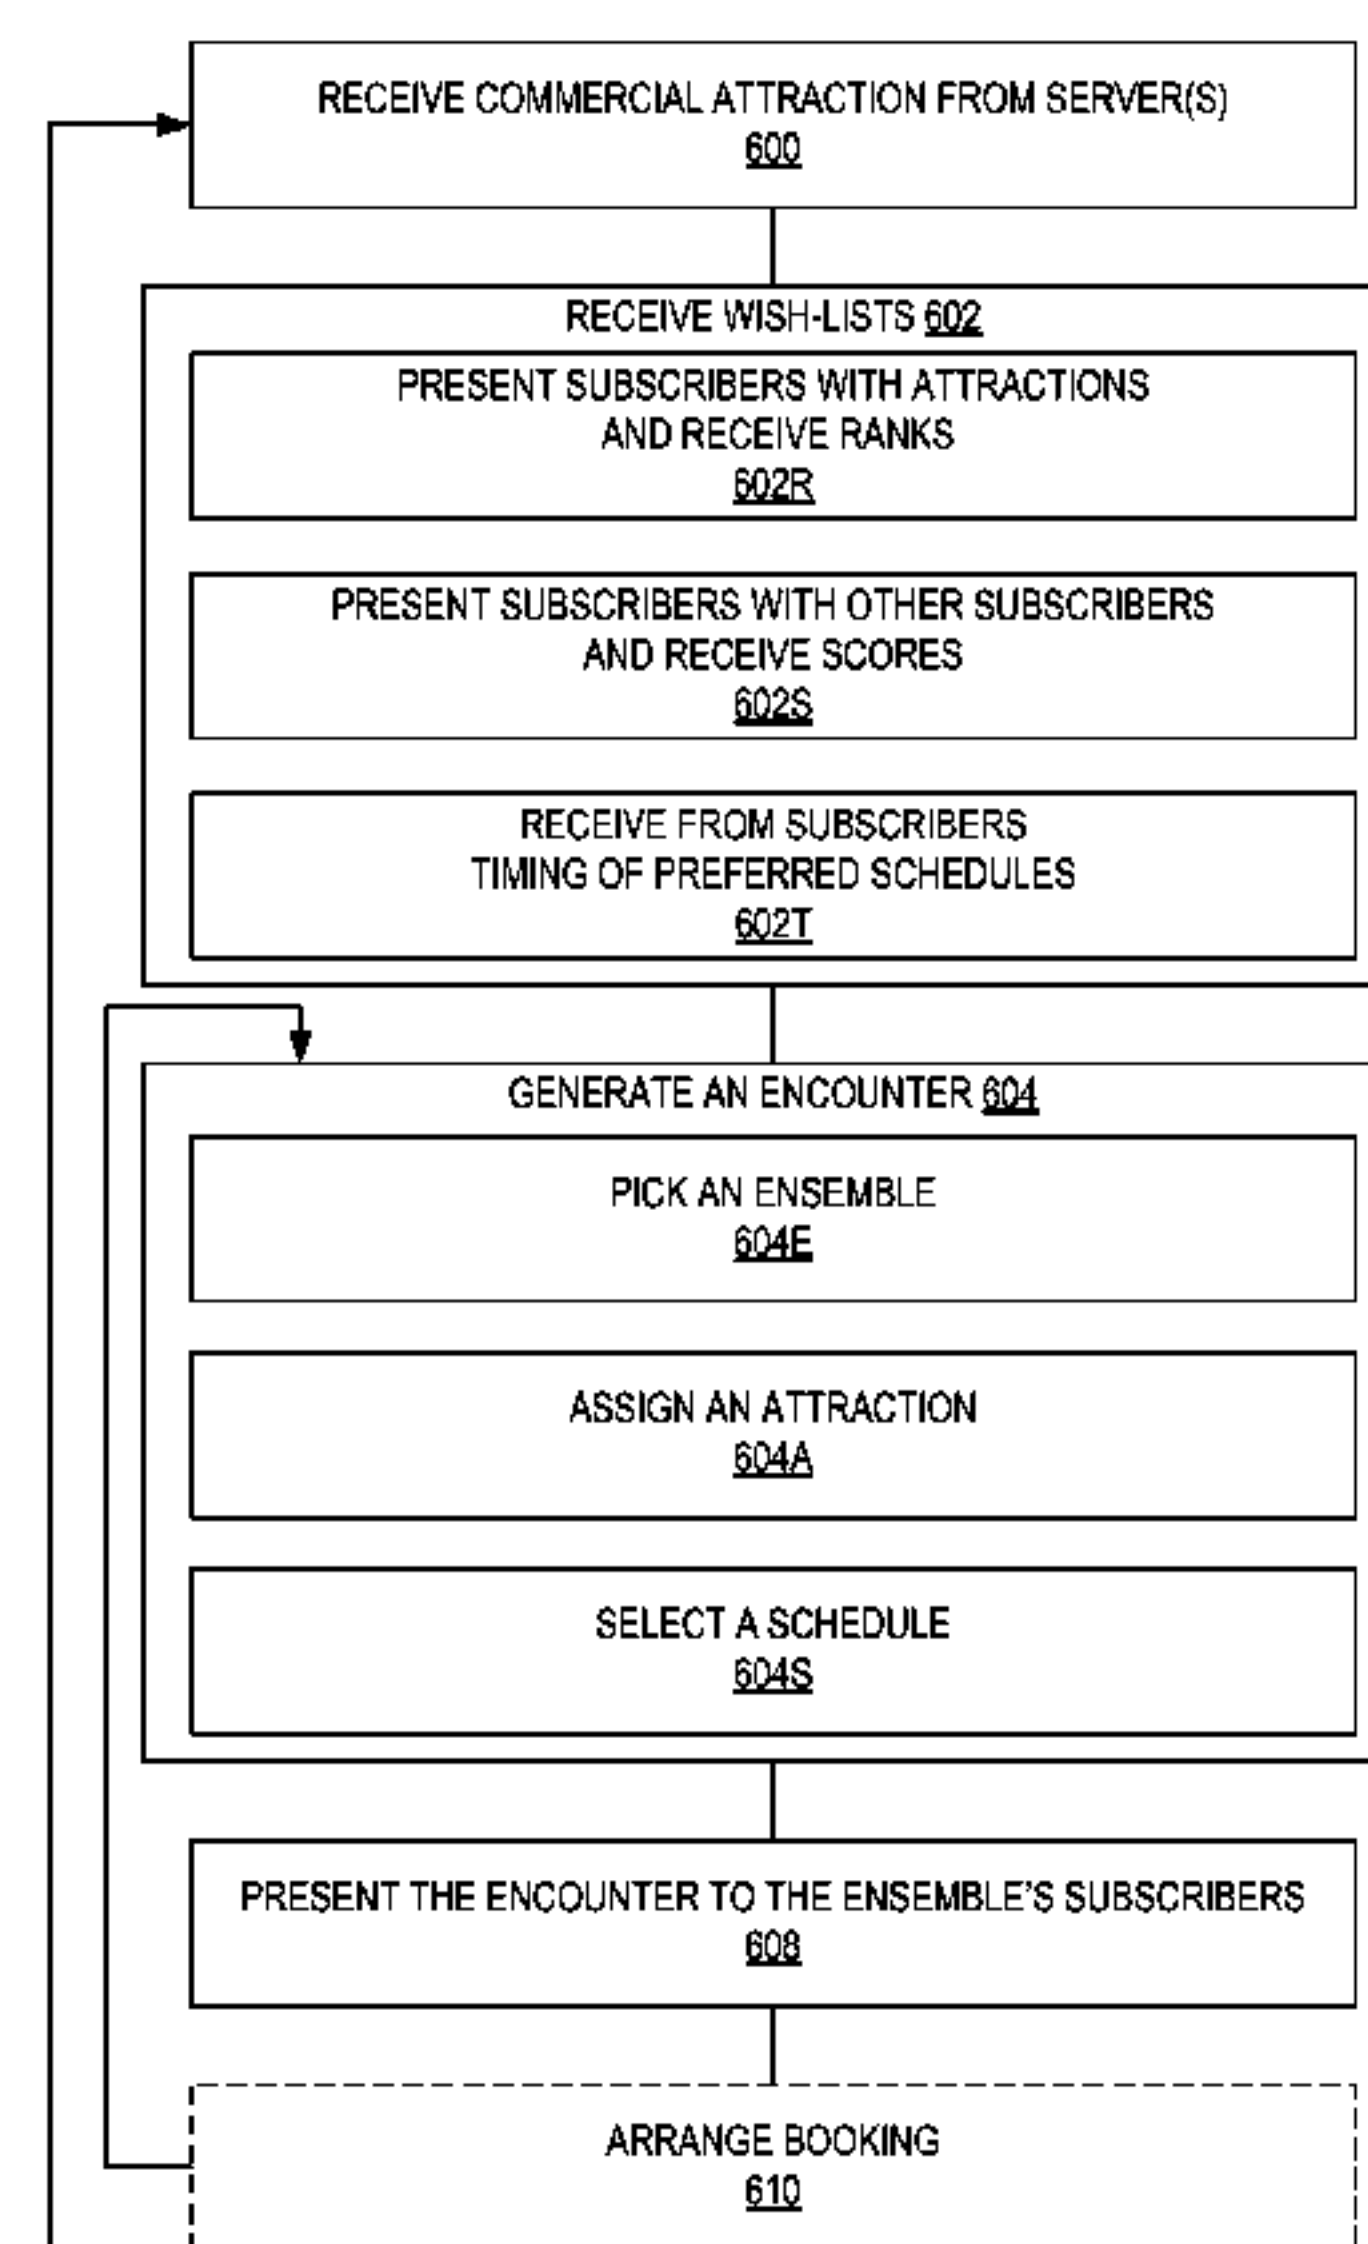 RECEIVE COMMERCIAL ATTRACTION FROM SERVER(S)
600
RECEIVE WISH-LISTS 602
PRESENT SUBSCRIBERS WITH ATTRACTIONS
AND RECEIVE RANKS
602R
PRESENT SUBSCRIBERS WITH OTHER SUBSCRIBERS
AND RECEIVE SCORES
602S
RECEIVE FROM SUBSCRIBERS
TIMING OF PREFERRED SCHEDULES
602T
GENERATE AN ENCOUNTER 604
PICK AN ENSEMBLE
604E
ASSIGN AN ATTRACTION
604A
SELECT A SCHEDULE
604S
PRESENT THE ENCOUNTER TO THE ENSEMBLE'S SUBSCRIBERS
608
ARRANGE BOOKING
610